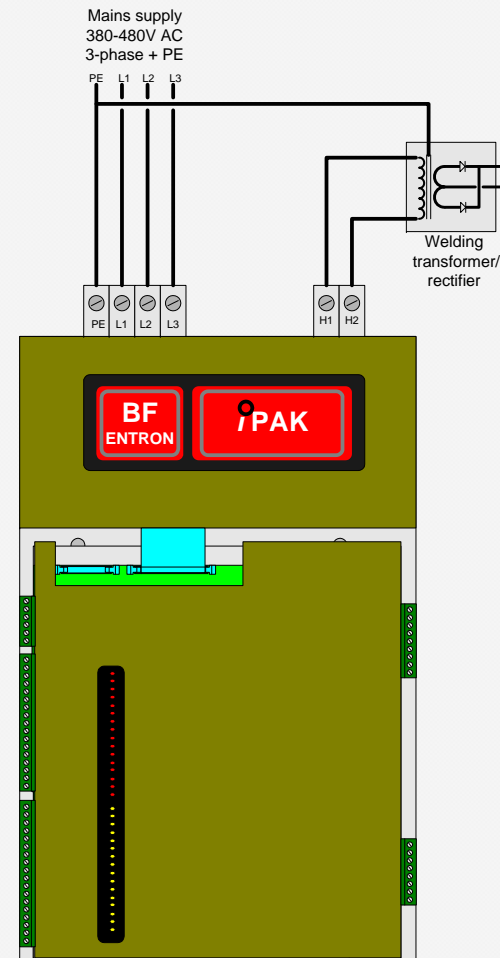 Mains supply
380-480V AC
3-phase + PE
PE L1 L2 L3
Welding
transformer/
rectifier
PE L1 L2 L3
H1 H2
BF
ENTRON
iPAK